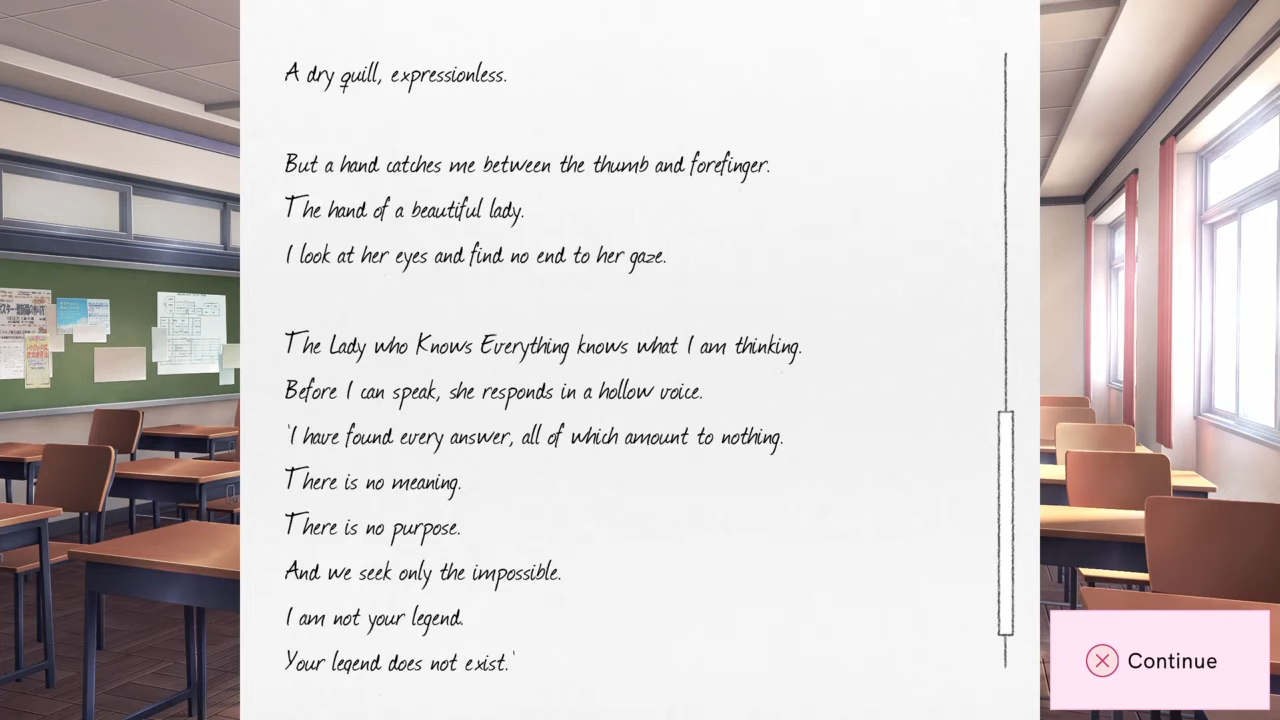 A dry quill, expressionless.
But a hand catches me between the thumb and forefinger.
The hand of a beautiful lady.
I look at her eyes and find no end to her gaze.
The Lady who Knows Everything knows what I am thinking.
Before I can speak, she responds in a hollow voice.
'I have found every answer, all of which amount to nothing.
There is no meaning.
There is no purpose.
And we seek only the impossible.
I am not your legend.
Your legend does not exist.'
Continue